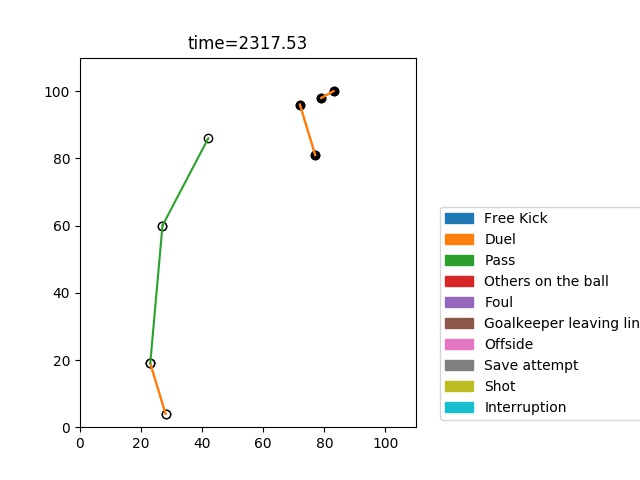 time=2317.53
100
80
60
40
20
0
0 20 40 60 80 100
Free Kick
Duel
Pass
Others on the ball
Foul
Goalkeeper leaving lin
Offside
Save attempt
Shot
Interruption